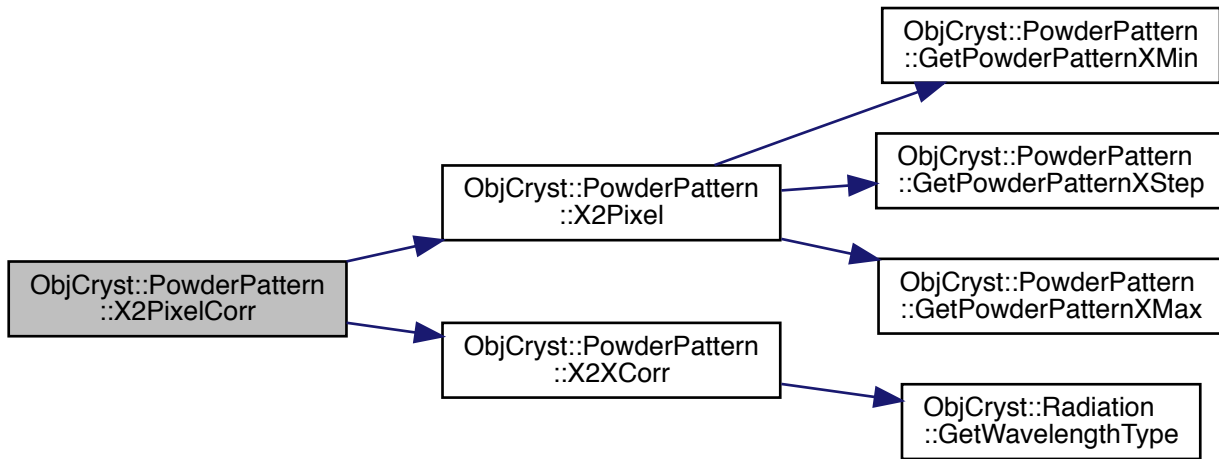 ObjCryst::PowderPattern
::GetPowderPatternXMin
ObjCryst::PowderPattern
::X2Pixel
ObjCryst::PowderPattern
::GetPowderPatternXStep
ObjCryst::PowderPattern
::X2PixelCorr
ObjCryst::PowderPattern
::GetPowderPatternXMax
ObjCryst::PowderPattern
::X2XCorr
ObjCryst::Radiation
::GetWavelengthType